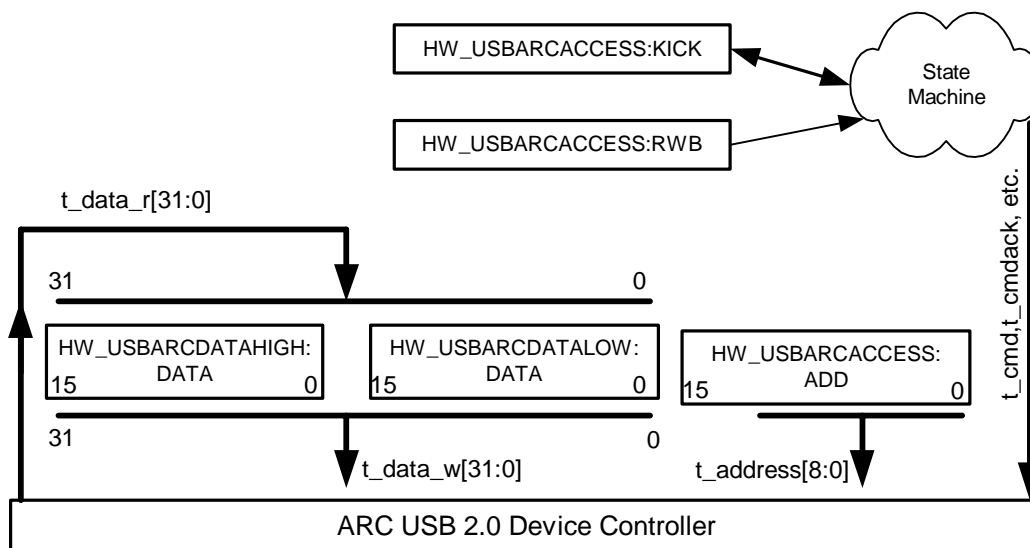 HW_USBARCACCESS:KICK
State
Machine
HW_USBARCACCESS:RWB
t_data_r[31:0]
t_cmd,t_cmdack, etc.
31 0
HW_USBARCDATAHIGH:
DATA
15 0
HW_USBARCDATALOW:
DATA
15 0
HW_USBARCACCESS:
ADD
15 0
31 0
t_data_w[31:0]
t_address[8:0]
ARC USB 2.0 Device Controller